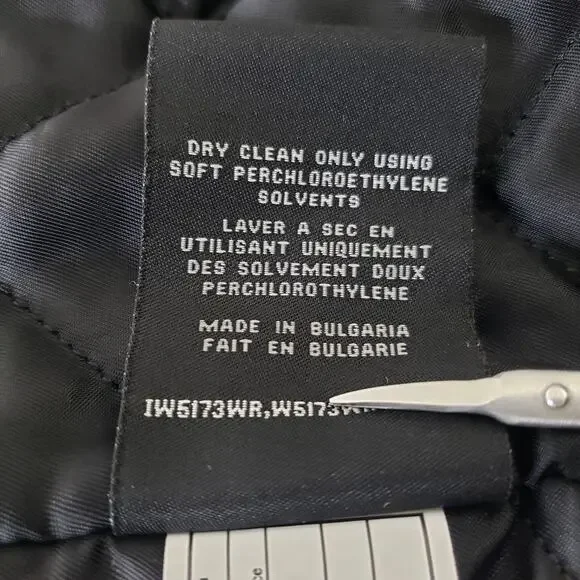 DRY CLEAN ONLY USING
SOFT PERCHLOROETHYLENE
SOLVENTS
LAVER A SEC EN
UTILISANT UNIQUEMENT
DES SOLVEMENT DOUX
PERCHLOROTHYLENE
MADE IN BULGARIA
FAIT EN BULGARIE
IW5173WR,